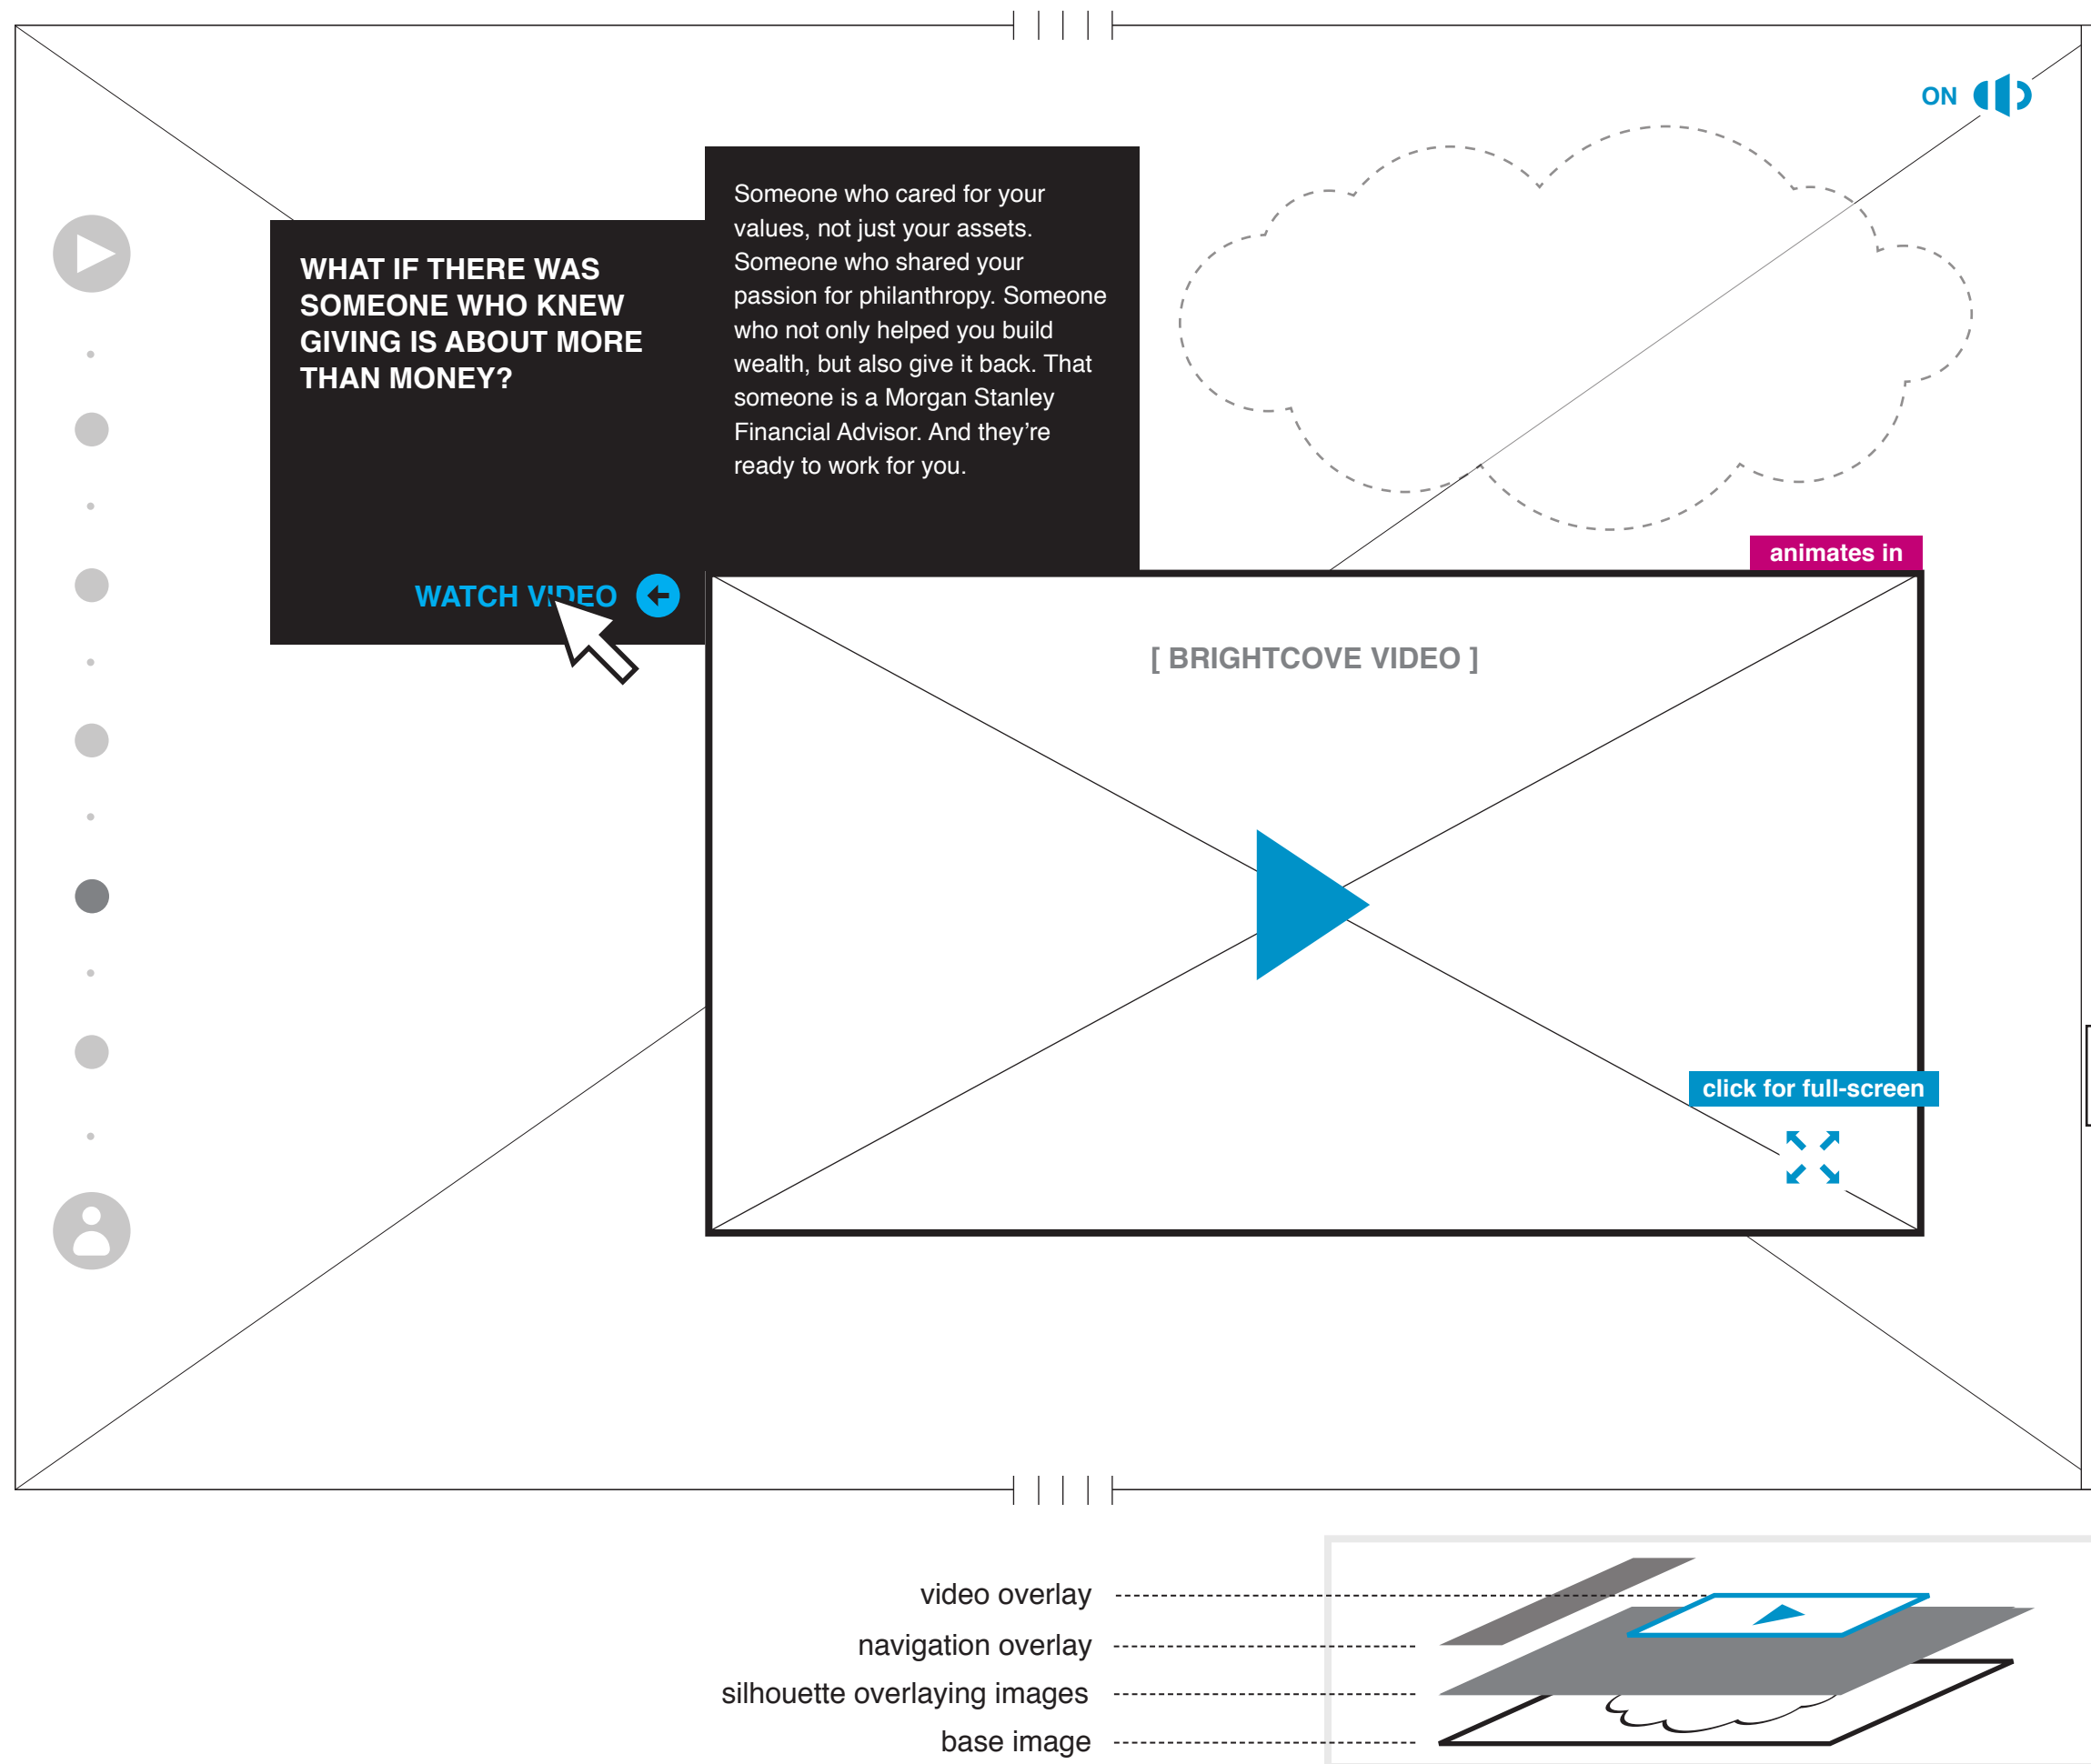 ON
WHAT IF THERE WAS
SOMEONE WHO KNEW
GIVING IS ABOUT MORE
THAN MONEY?
WATCH VIDEO
Someone who cared for your
values, not just your assets.
Someone who shared your
passion for philanthropy. Someone
who not only helped you build
wealth, but also give it back. That
someone is a Morgan Stanley
Financial Advisor. And they’re
ready to work for you.
animates in
[ BRIGHTCOVE VIDEO ]
click for full-screen
video overlay
navigation overlay
silhouette overlaying images
base image